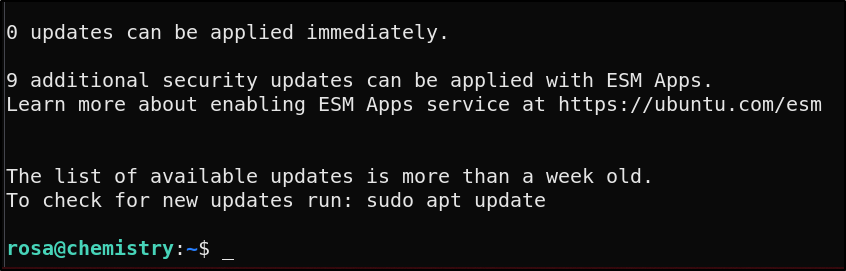 0 updates can be applied immediately.
9 additional security updates can be applied with ESM Apps.
Learn more about enabling ESM Apps service at https://ubuntu.com/esm
The list of available updates is more than a week old.
To check for new updates run: sudo apt update
rosa@chemistry:~$ _